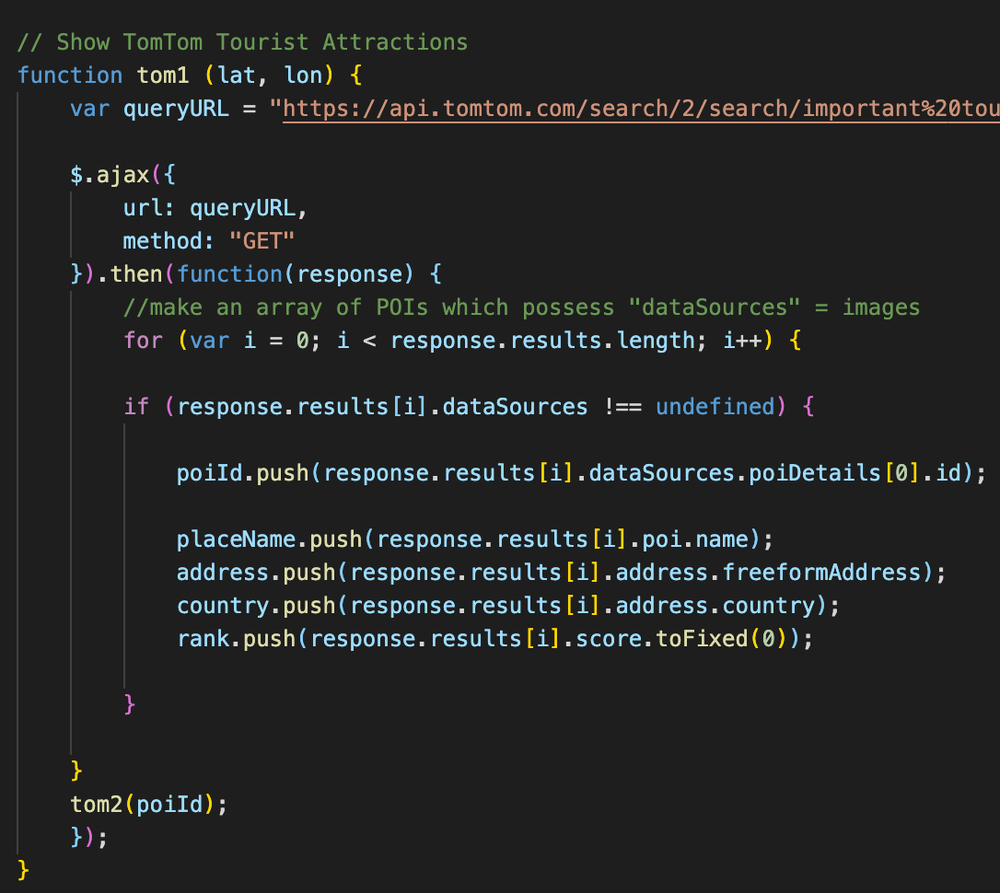 // Show TomTom Tourist Attractions
function tom1 (lat, lon) {
    var queryURL = "https://api.tomtom.com/search/2/search/important%20tou
    $.ajax({
        url: queryURL,
        method: "GET"
    }).then(function(response) {
        //make an array of POIs which possess "dataSources" = images
        for (var i = 0; i < response.results.length; i++) {
        if (response.results[i].dataSources !== undefined) {
            poiId.push(response.results[i].dataSources.poiDetails[0].id);
            placeName.push(response.results[i].poi.name);
            address.push(response.results[i].address.freeformAddress);
            country.push(response.results[i].address.country);
            rank.push(response.results[i].score.toFixed(0));
        }
    }
    tom2(poiId);
    });
}